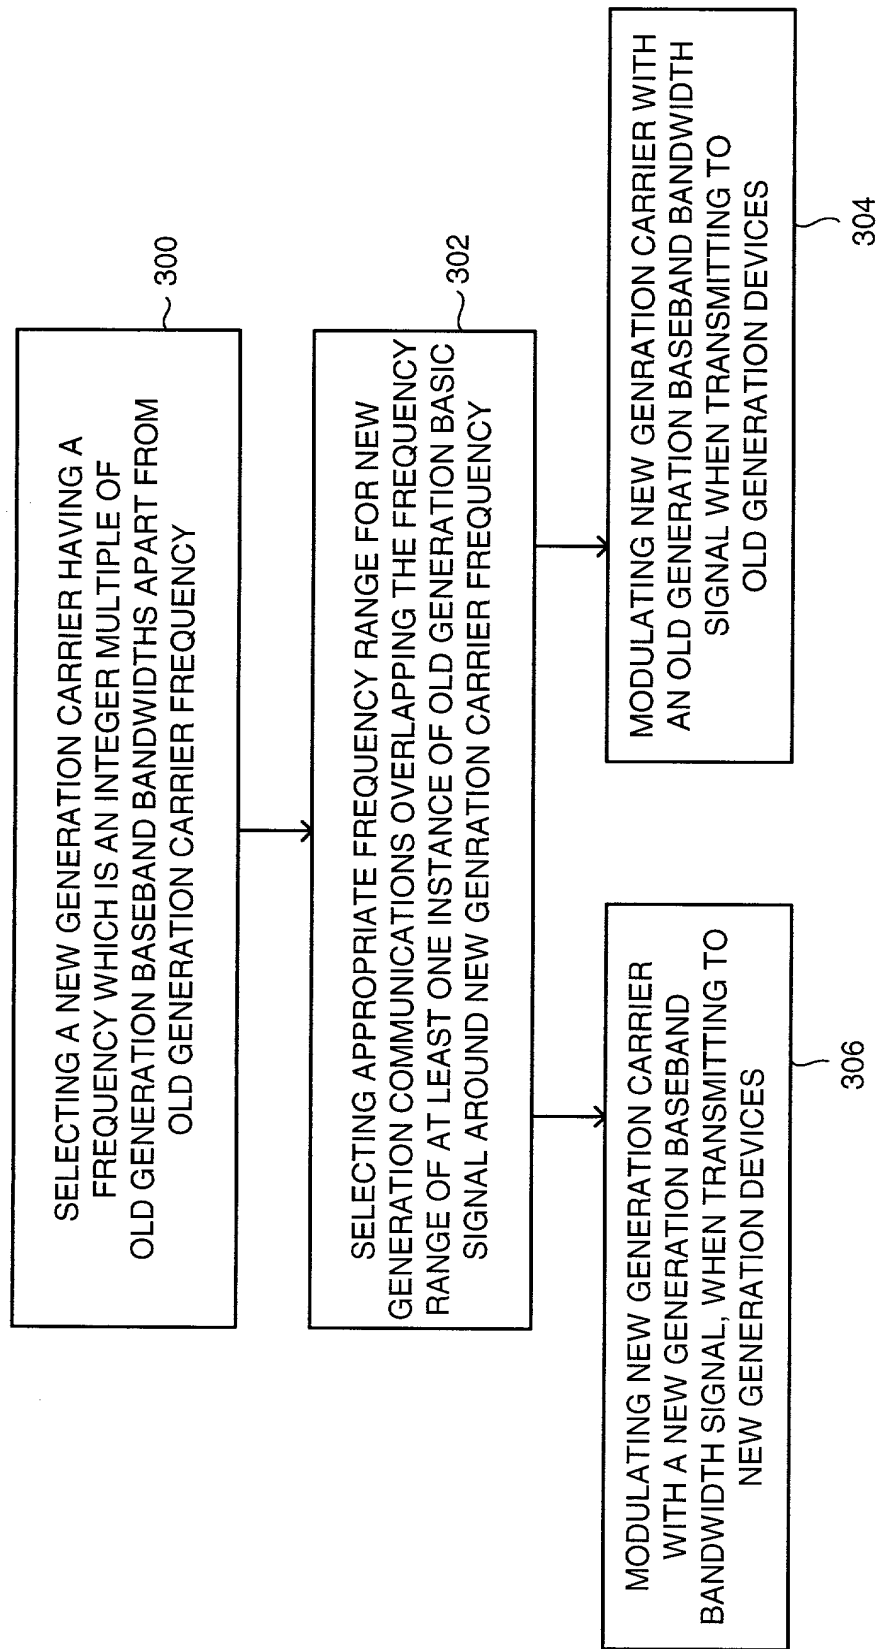 SELECTING A NEW GENERATION CARRIER HAVING A
FREQUENCY WHICH IS AN INTEGER MULTIPLE OF
OLD GENERATION BASEBAND BANDWIDTHS APART FROM
OLD GENERATION CARRIER FREQUENCY
300
SELECTING APPROPRIATE FREQUENCY RANGE FOR NEW
GENERATION COMMUNICATIONS OVERLAPPING THE FREQUENCY
RANGE OF AT LEAST ONE INSTANCE OF OLD GENERATION BASIC
SIGNAL AROUND NEW GENRATION CARRIER FREQUENCY
302
MODULATING NEW GENERATION CARRIER
WITH A NEW GENERATION BASEBAND
BANDWIDTH SIGNAL, WHEN TRANSMITTING TO
NEW GENERATION DEVICES
306
MODULATING NEW GENRATION CARRIER WITH
AN OLD GENERATION BASEBAND BANDWIDTH
SIGNAL WHEN TRANSMITTING TO
OLD GENERATION DEVICES
304